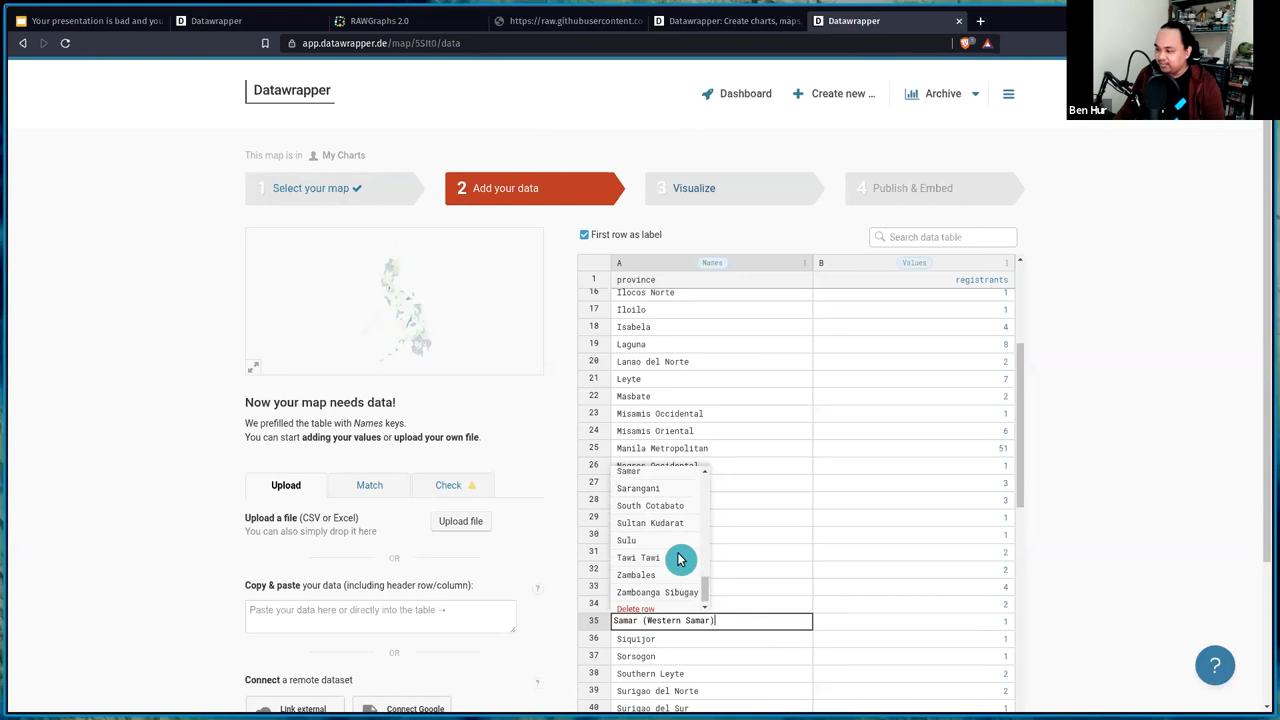 Your presentation is bad and you
Datawrapper
RAWGraphs 2.0
https://raw.githubusercontent.co
Datawrapper: Create charts, maps,
Datawrapper
app.datawrapper.de/map/5SIt0/data
Ben Hur
Datawrapper
Dashboard
Create new ...
Archive
This map is in My Charts
1 Select your map
2 Add your data
3 Visualize
4 Publish & Embed
First row as label
Search data table
A Names
B Values
1 province registrants
16 Ilocos Norte 1
17 Iloilo 1
18 Isabela 4
19 Laguna 8
20 Lanao del Norte 2
21 Leyte 7
22 Masbate 2
23 Misamis Occidental 1
24 Misamis Oriental 6
25 Manila Metropolitan 51
26 Negros Occidental 1
27 3
28 3
29 1
30 1
31 2
32 2
33 4
34 2
Samar
Sarangani
South Cotabato
Sultan Kudarat
Sulu
Tawi Tawi
Zambales
Zamboanga Sibugay
Delete row
35 Samar (Western Samar) 1
36 Siquijor 1
37 Sorsogon 1
38 Southern Leyte 2
39 Surigao del Norte 2
40 Surigao del Sur 1
Now your map needs data!
We prefilled the table with Names keys.
You can start adding your values or upload your own file.
Upload
Match
Check
Upload a file (CSV or Excel)
You can also simply drop it here
Upload file
OR
Copy & paste your data (including header row/column):
?
Paste your data here or directly into the table
OR
Connect a remote dataset
?
Link external
Connect Google
?